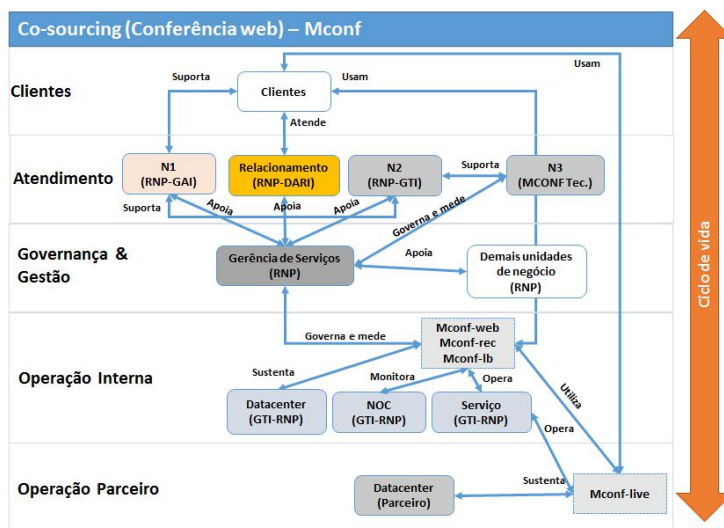 Co-sourcing (Conferência web) – Mconf
Usam
Suporta
Usam
Clientes
Clientes
Atende
Atendimento
N1
(RNP-GAI)
Relacionamento
(RNP-DARI)
N2
(RNP-GTI)
Suporta
N3
(MCONF Tec.)
Suporta
Apoia
Apoia
Apoia
Governa e mede
Governança &
Gestão
Gerência de Serviços
(RNP)
Apoia
Demais unidades
de negócio
(RNP)
Governa e mede
Mconf-web
Mconf-rec
Mconf-lb
Operação Interna
Sustenta
Monitora
Opera
Utiliza
Datacenter
(GTI-RNP)
NOC
(GTI-RNP)
Serviço
(GTI-RNP)
Opera
Operação Parceiro
Datacenter
(Parceiro)
Sustenta
Mconf-live
Ciclo de vida